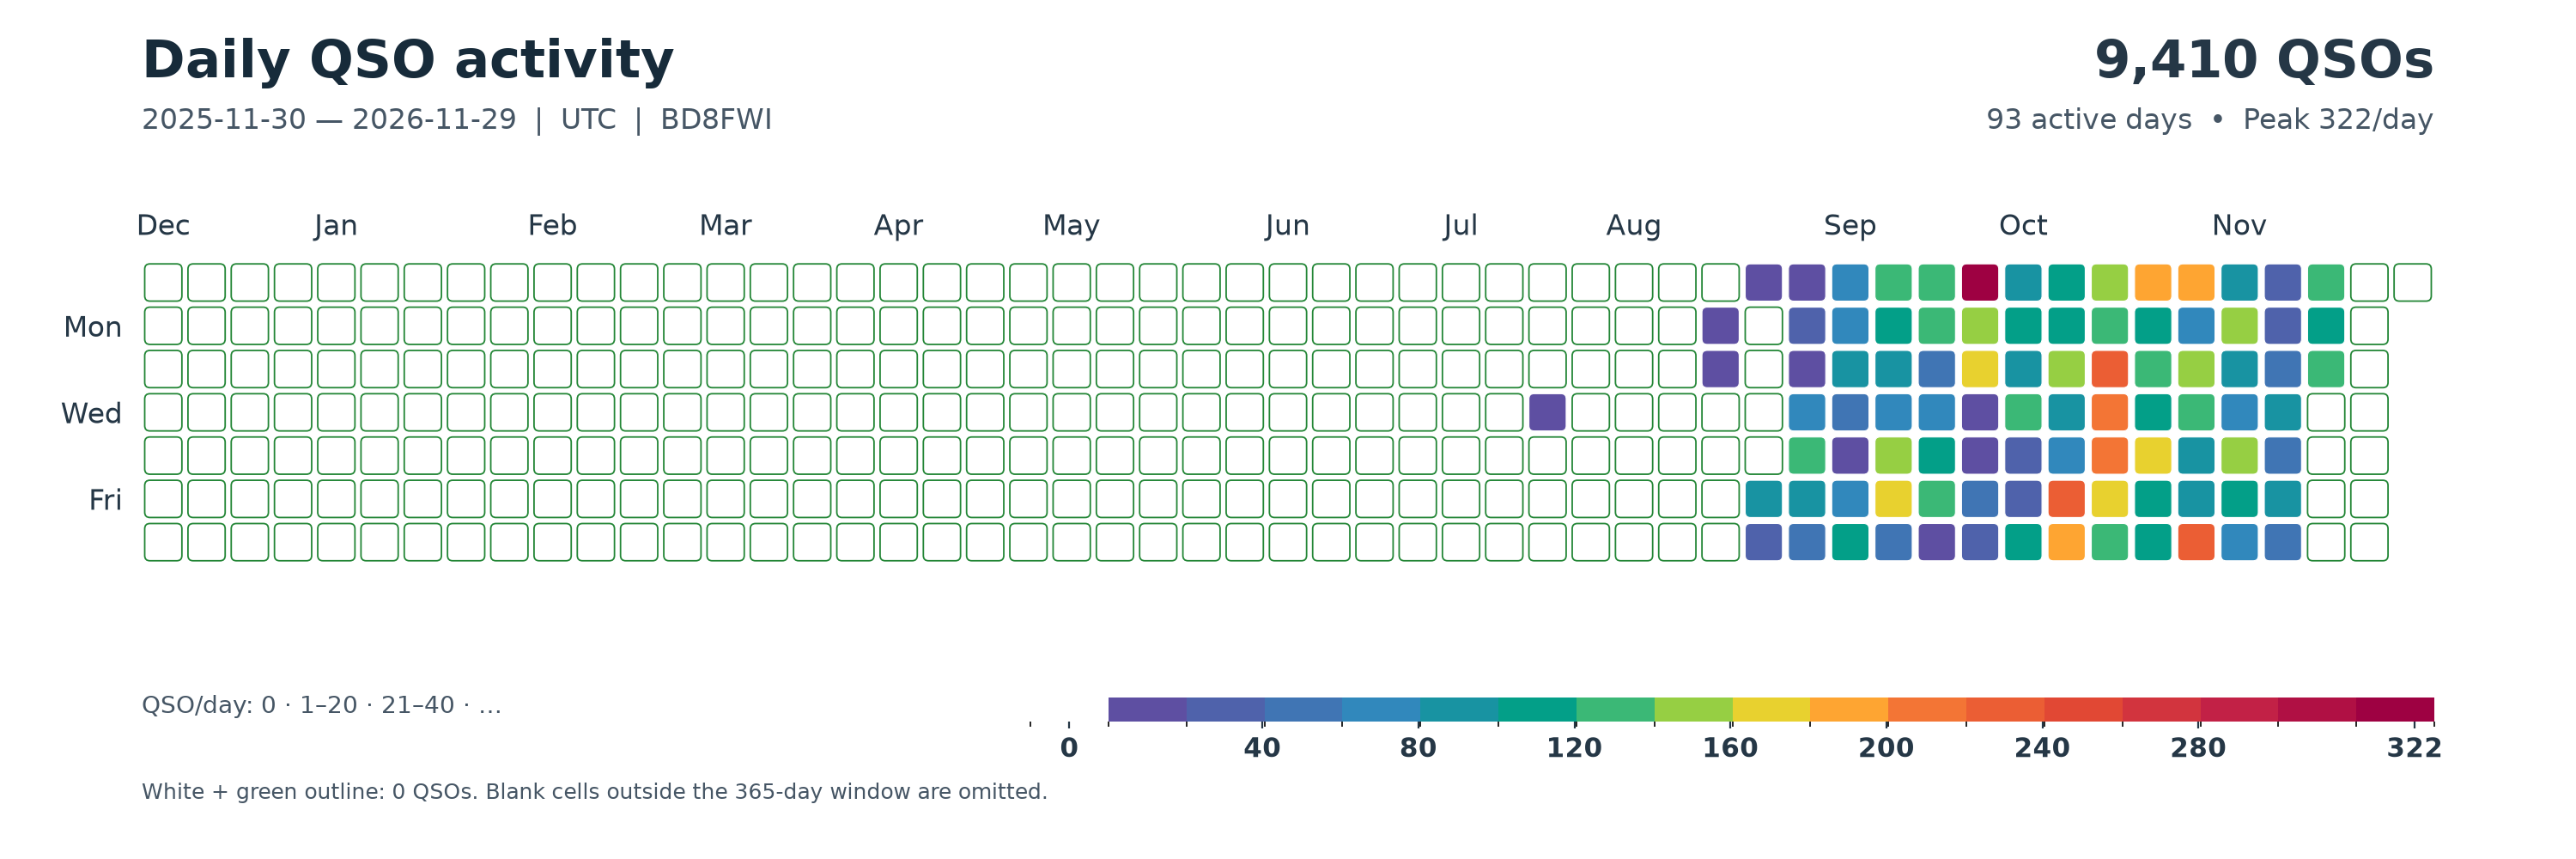 Daily QSO activity
9,410 QSOs
2025-11-30 — 2026-11-29 | UTC | BD8FWI
93 active days • Peak 322/day
Dec Jan Feb Mar Apr May Jun Jul Aug Sep Oct Nov
Mon
Wed
Fri
QSO/day: 0 · 1–20 · 21–40 · …
0 40 80 120 160 200 240 280 322
White + green outline: 0 QSOs. Blank cells outside the 365-day window are omitted.